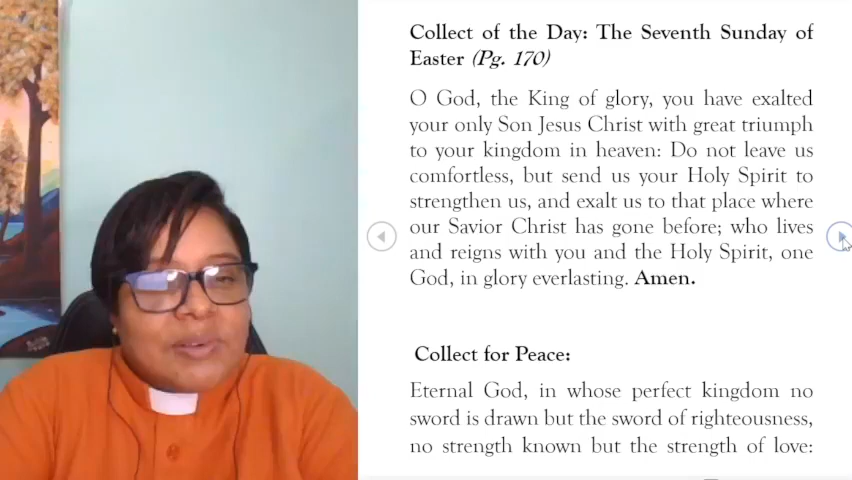 Collect of the Day: The Seventh Sunday of
Easter (Pg. 170)
O God, the King of glory, you have exalted
your only Son Jesus Christ with great triumph
to your kingdom in heaven: Do not leave us
comfortless, but send us your Holy Spirit to
strengthen us, and exalt us to that place where
our Savior Christ has gone before; who lives
and reigns with you and the Holy Spirit, one
God, in glory everlasting. Amen.
Collect for Peace:
Eternal God, in whose perfect kingdom no
sword is drawn but the sword of righteousness,
no strength known but the strength of love: